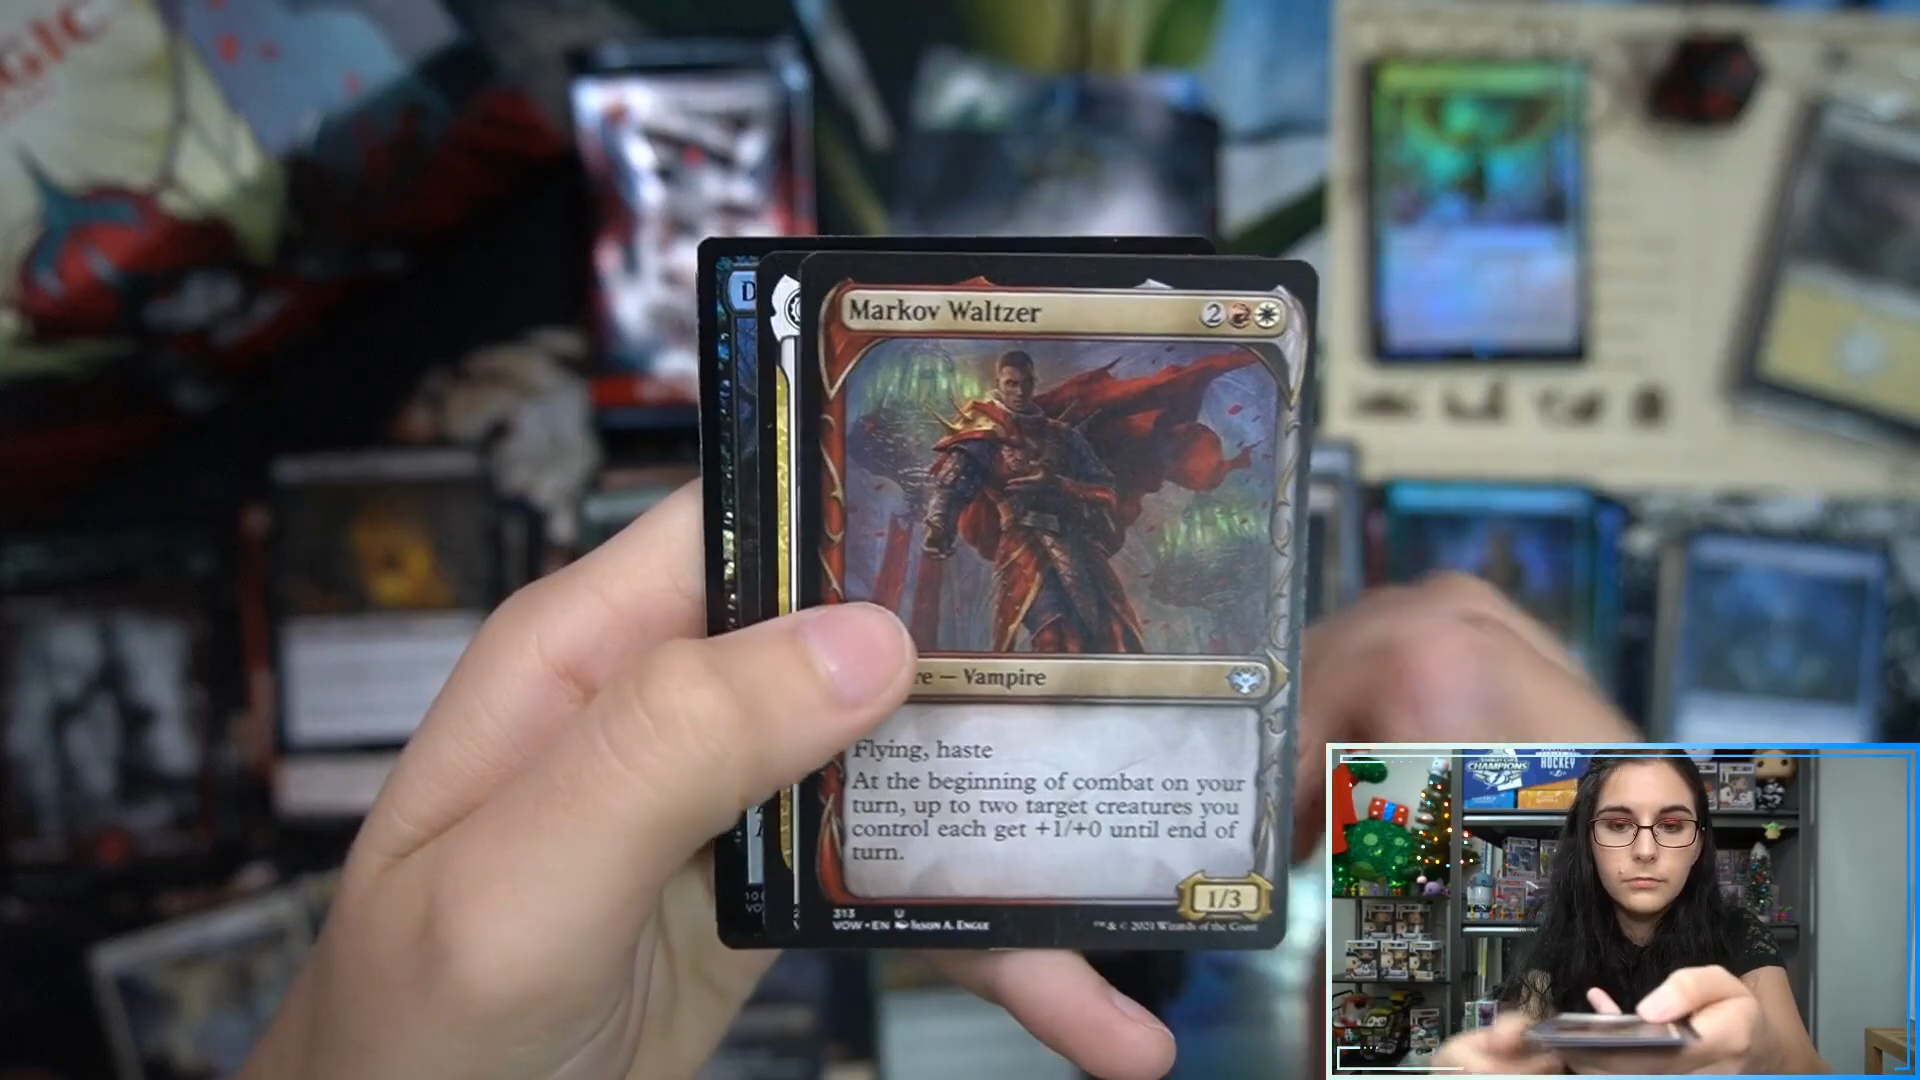 Markov Waltzer 2
D
re — Vampire
Flying, haste
At the beginning of combat on your
turn, up to two target creatures you
control each get +1/+0 until end of
turn.
1/3
313 U
VOW • EN JASON A. ENGLE
™ & © 2021 Wizards of the Coast
CHAMPIONS
HOCKEY